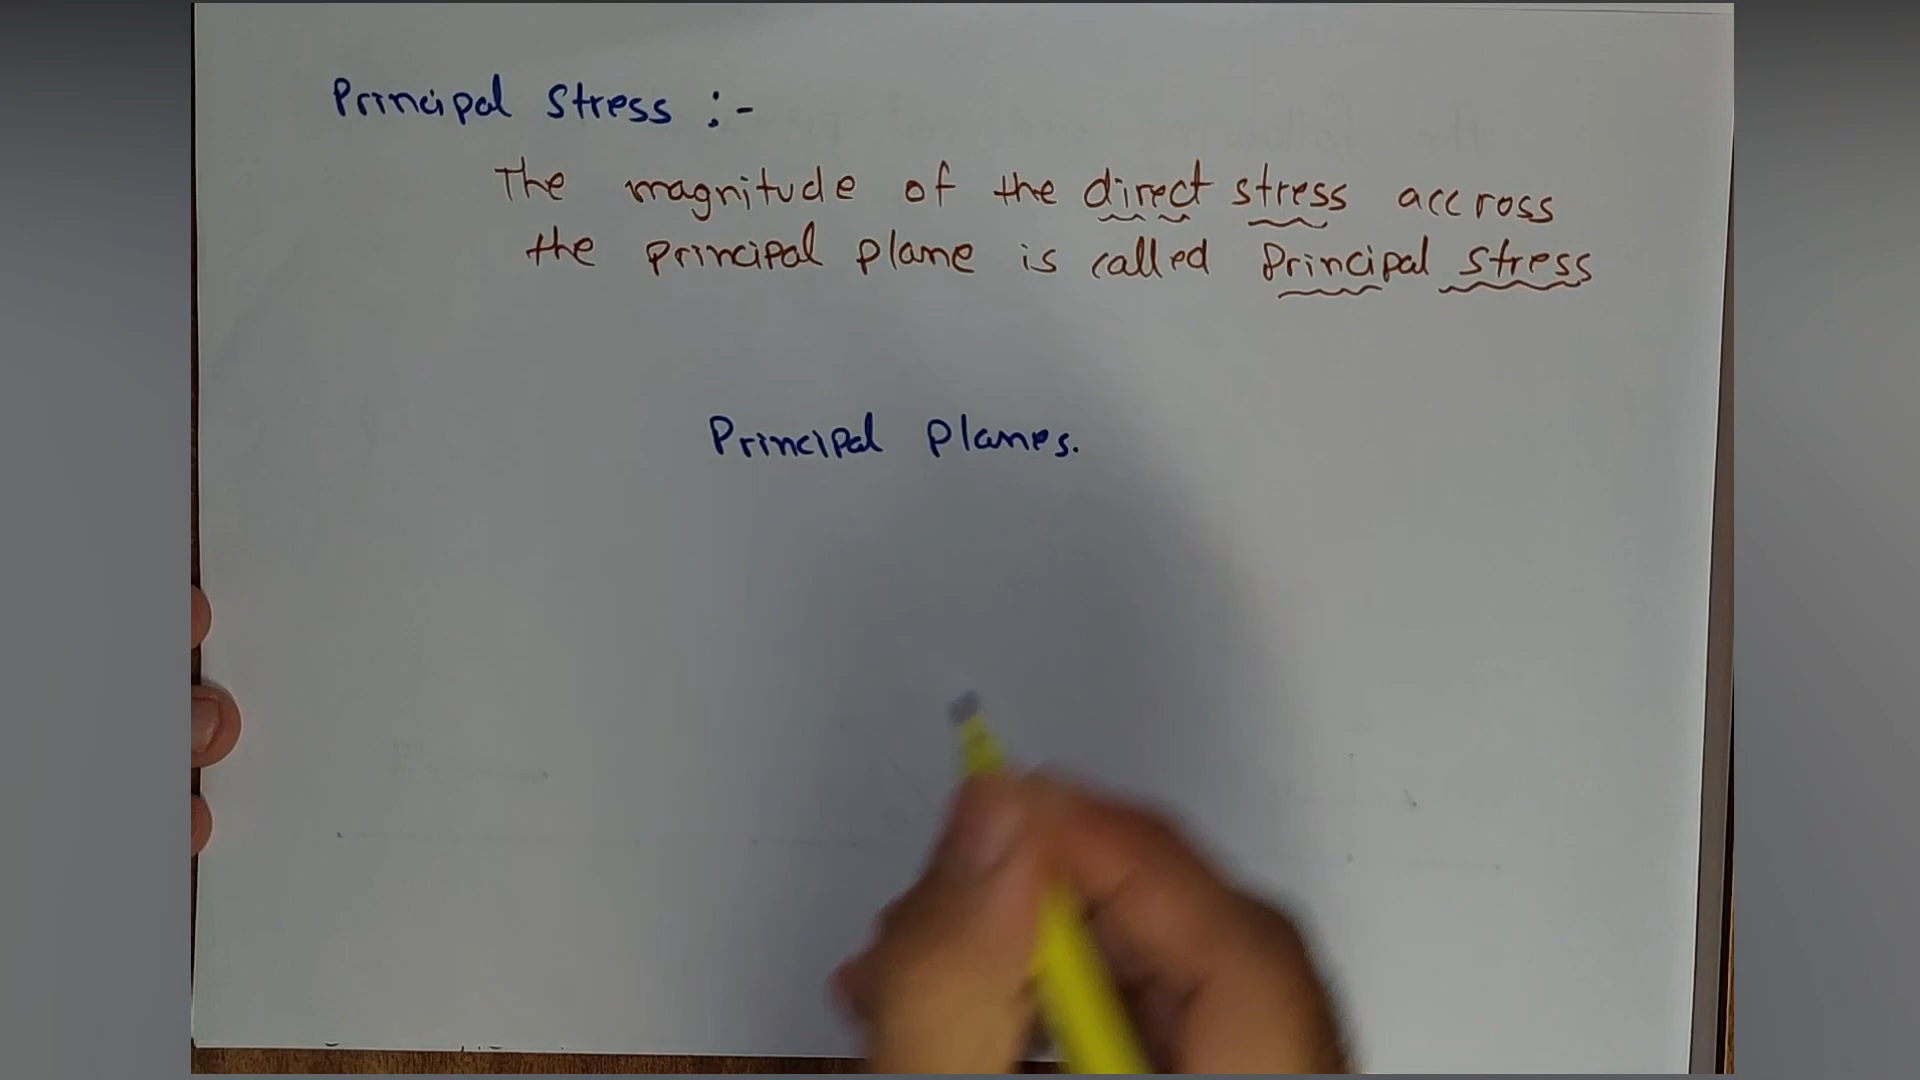 Principal Stress :-
The magnitude of the direct stress accross
the principal plane is called Principal stress
Principal Planes.